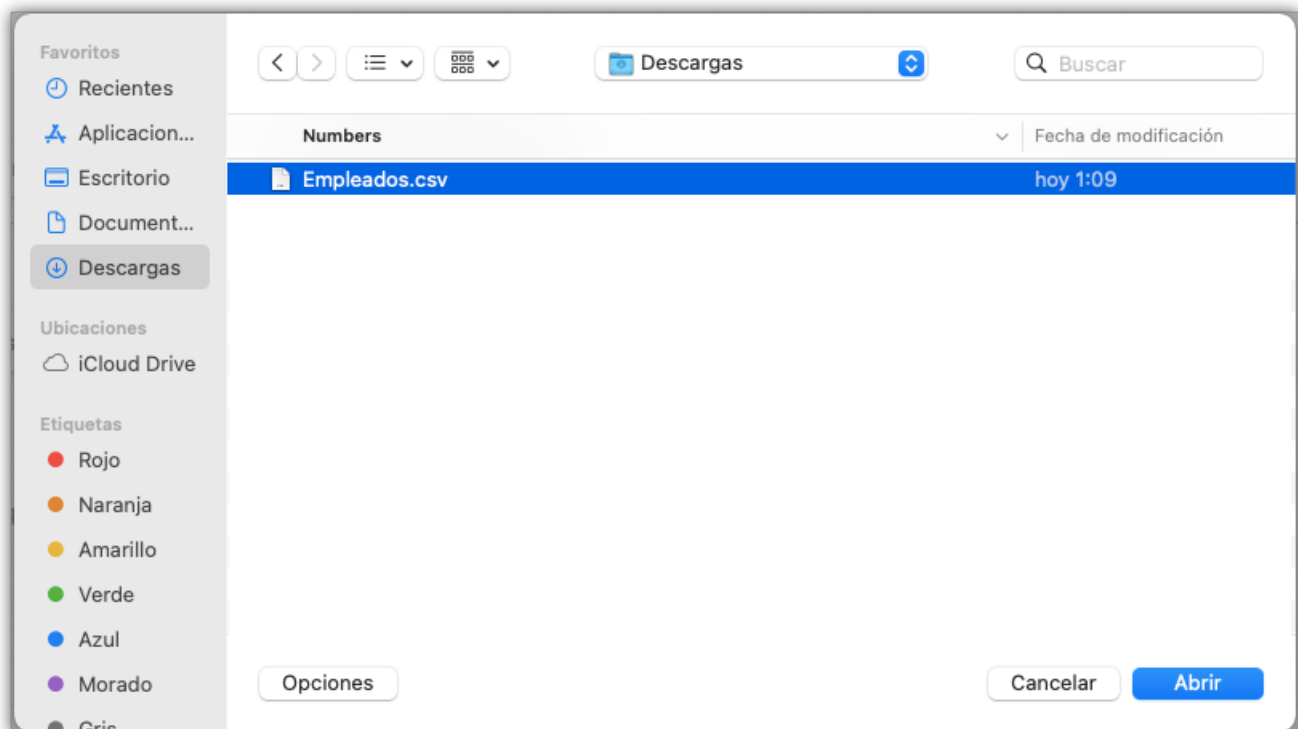 Favoritos
Recientes
Aplicacion...
Escritorio
Document...
Descargas
Ubicaciones
iCloud Drive
Etiquetas
Rojo
Naranja
Amarillo
Verde
Azul
Morado
Gris
Descargas
Buscar
Numbers
Fecha de modificación
Empleados.csv
hoy 1:09
Opciones
Cancelar
Abrir